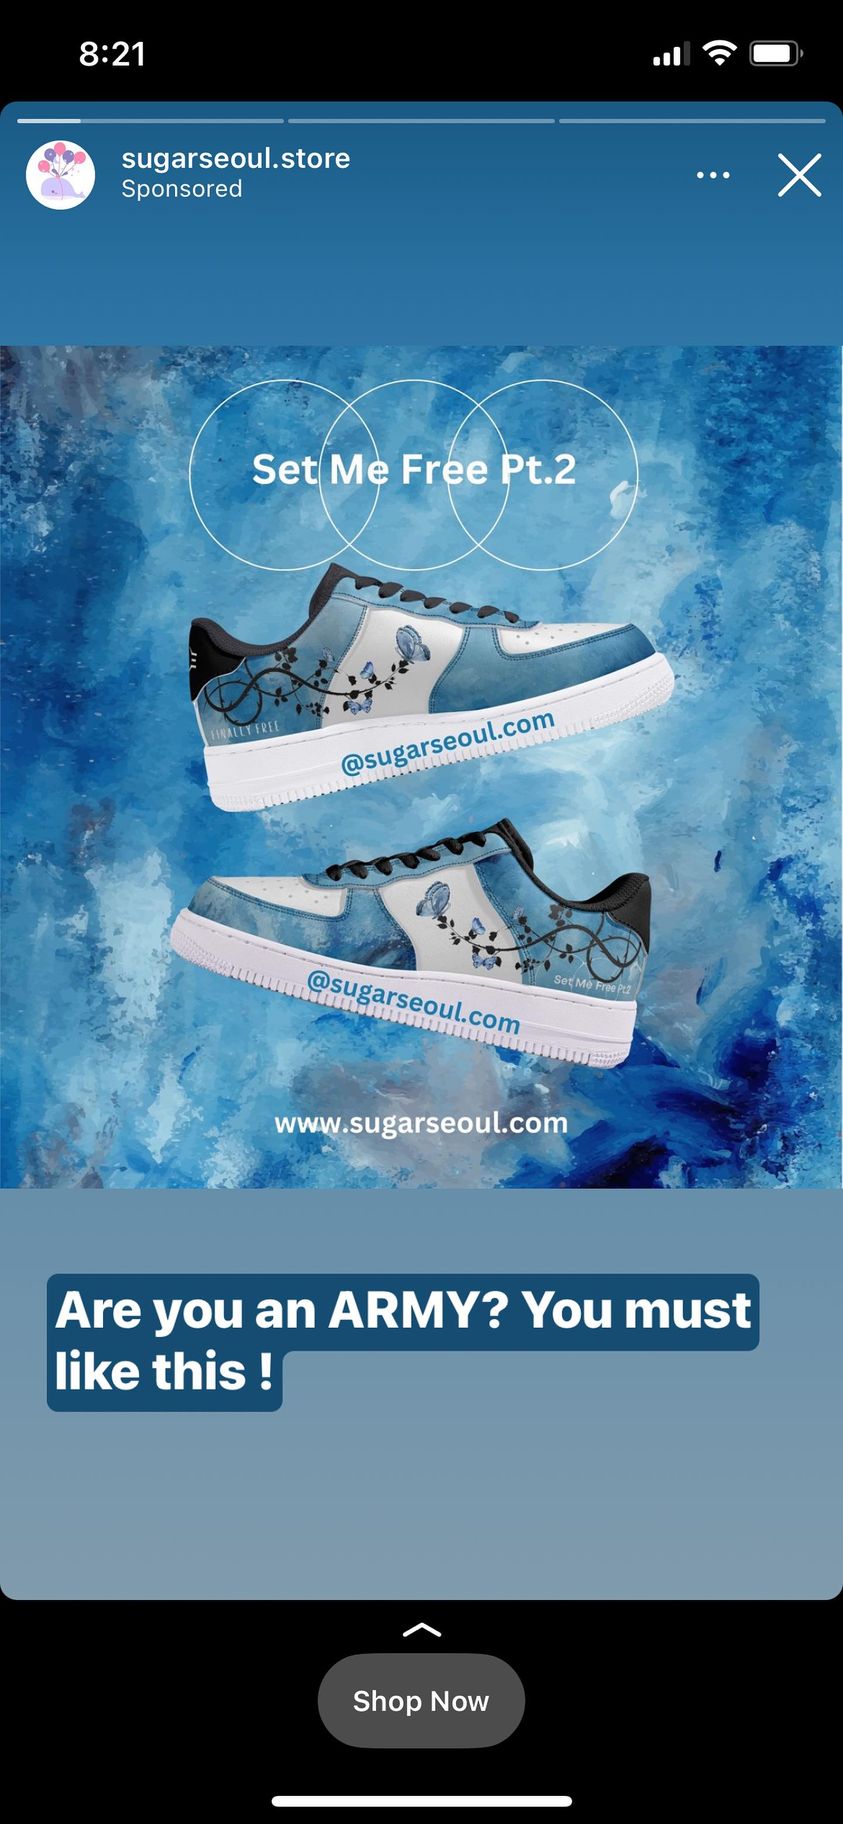 8:21
sugarseoul.store
Sponsored
Set Me Free Pt.2
FINALLY FREE
@sugarseoul.com
Set Me Free Pt.2
@sugarseoul.com
www.sugarseoul.com
Are you an ARMY? You must
like this !
Shop Now